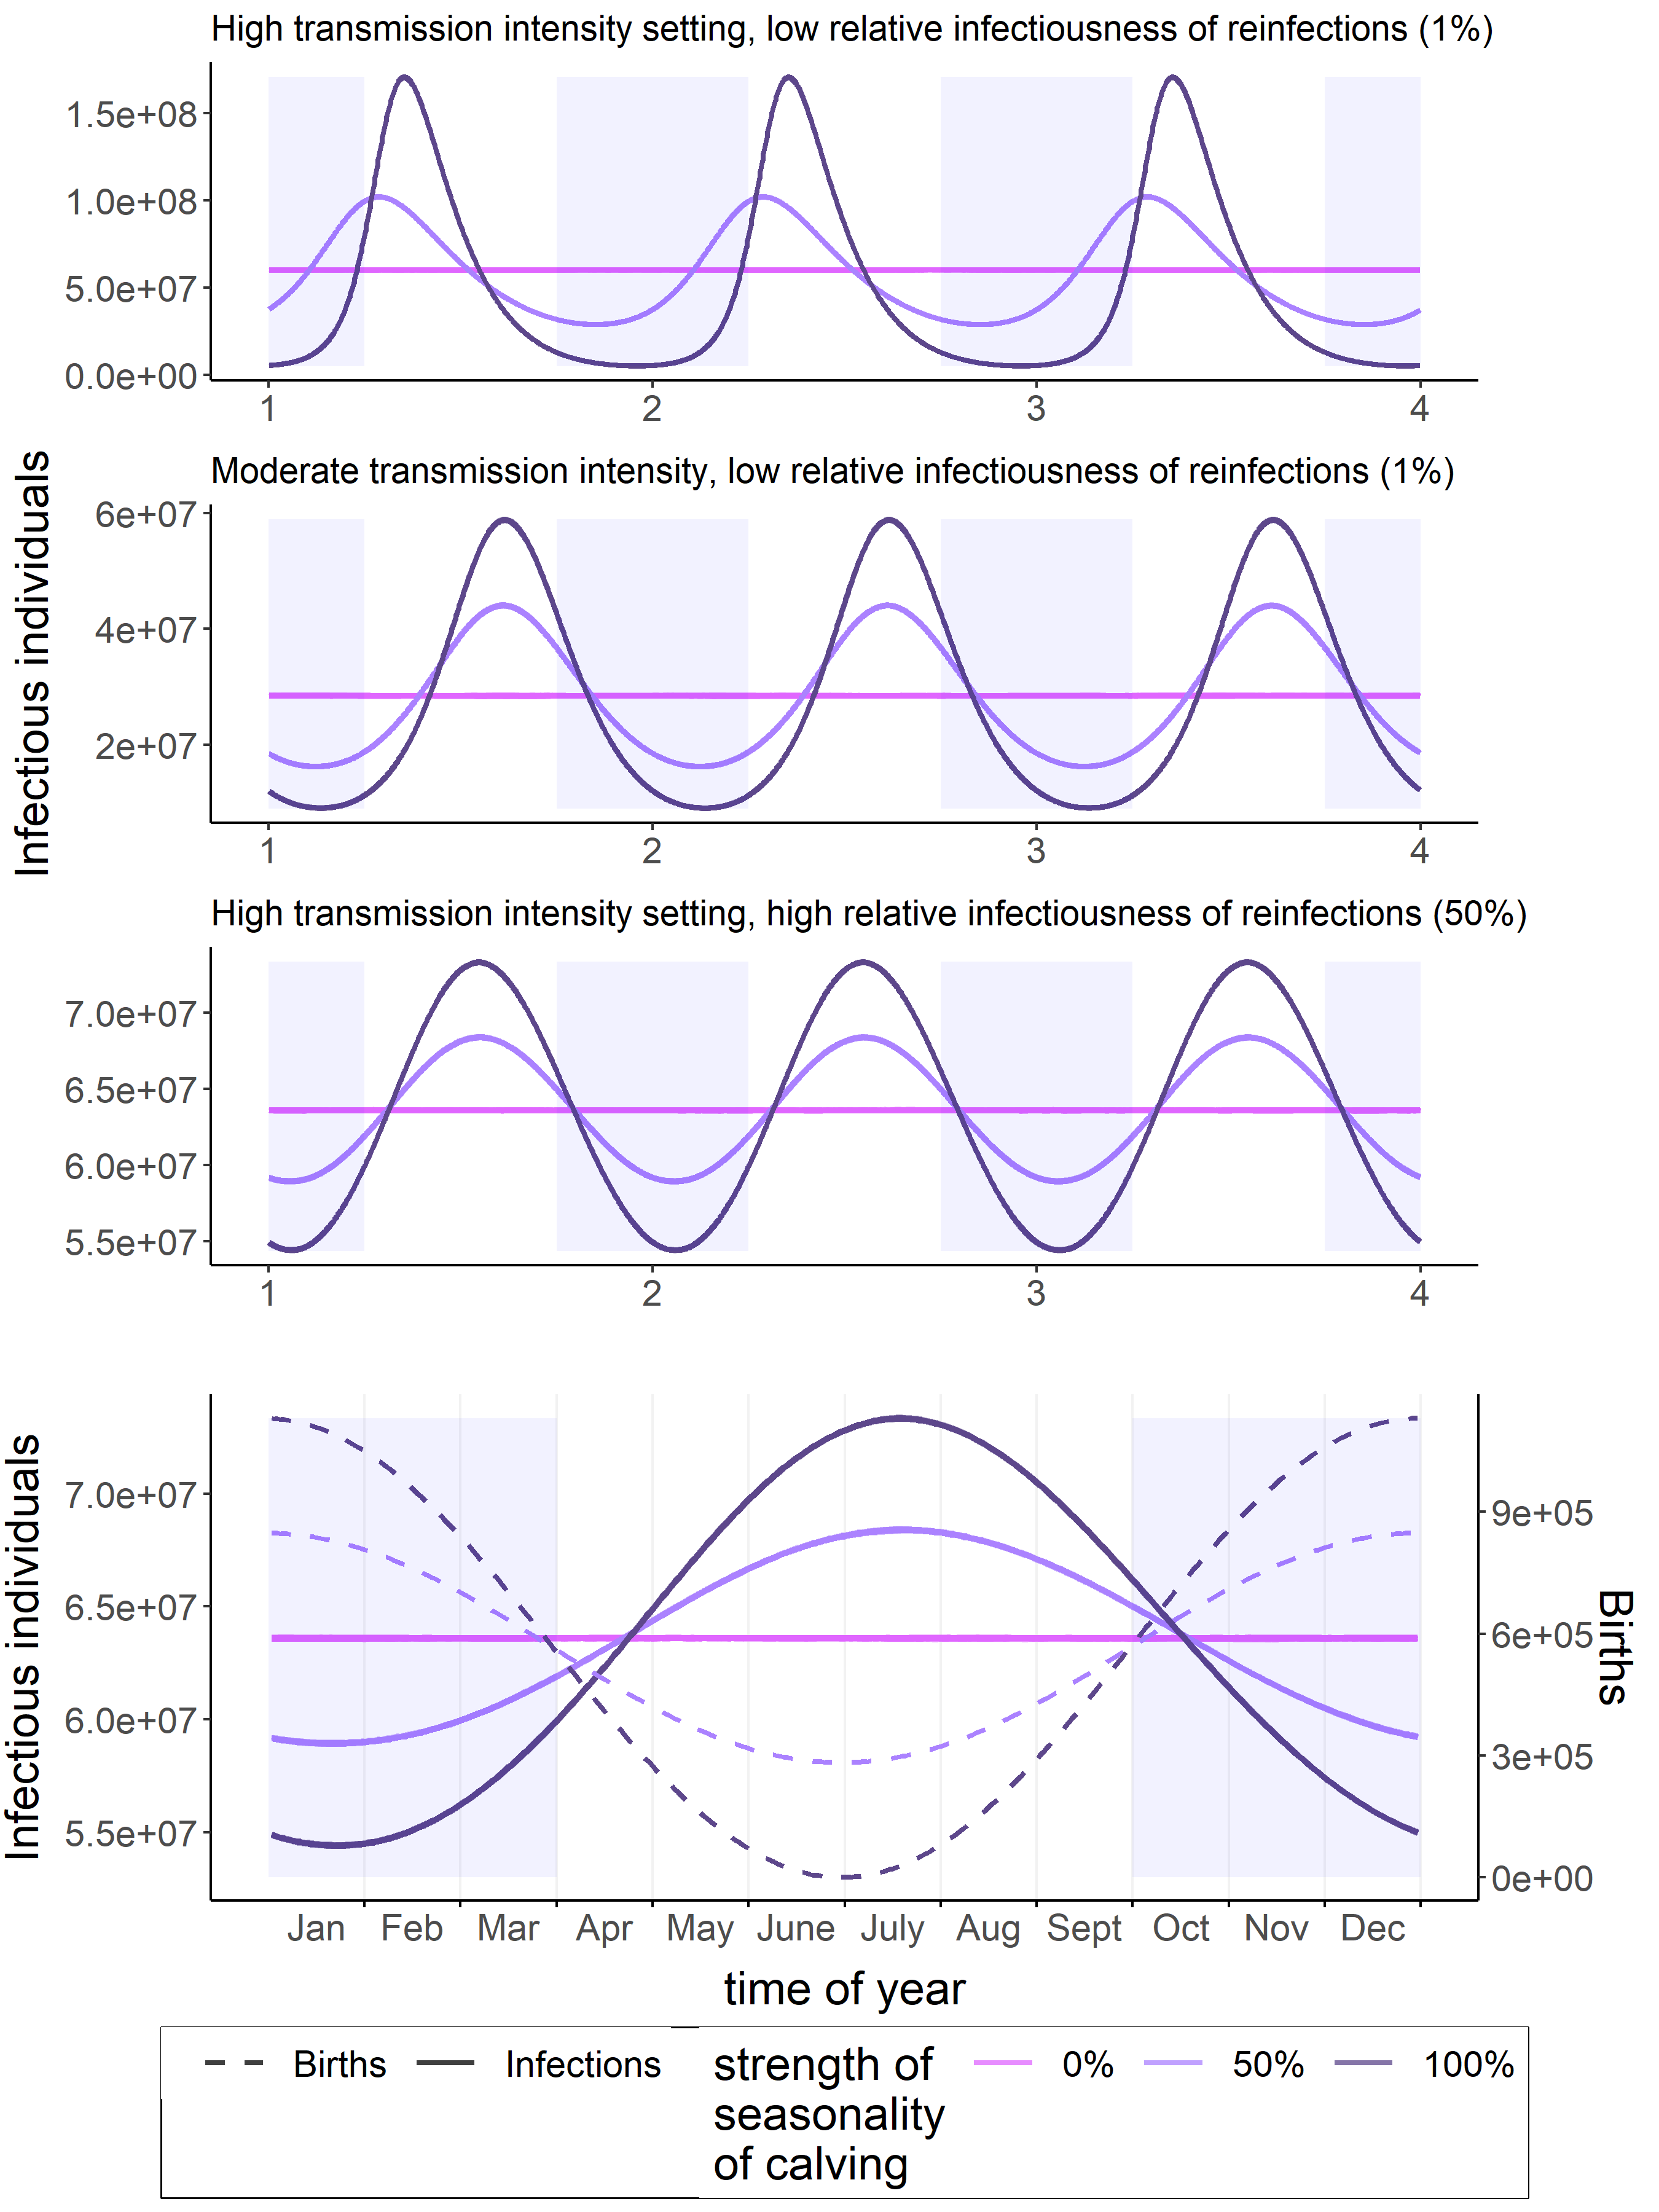 High transmission intensity setting, low relative infectiousness of reinfections (1%)
1.5e+08
1.0e+08
5.0e+07
0.0e+00
1 2 3 4
Infectious individuals
Moderate transmission intensity, low relative infectiousness of reinfections (1%)
6e+07
4e+07
2e+07
1 2 3 4
High transmission intensity setting, high relative infectiousness of reinfections (50%)
7.0e+07
6.5e+07
6.0e+07
5.5e+07
1 2 3 4
Infectious individuals
7.0e+07
6.5e+07
6.0e+07
5.5e+07
9e+05
6e+05
3e+05
0e+00
Births
Jan Feb Mar Apr May June July Aug Sept Oct Nov Dec
time of year
Births Infections
strength of
seasonality
of calving
0% 50% 100%